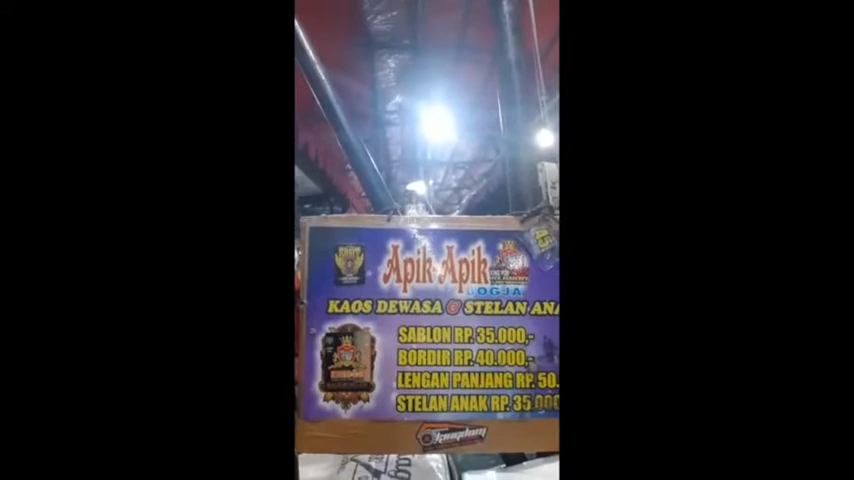 Apik-Apik
JOGJA
KAOS DEWASA & STELAN ANA
SABLON RP. 35.000,-
BORDIR RP. 40.000,-
LENGAN PANJANG RP. 50.
STELAN ANAK RP. 35.000